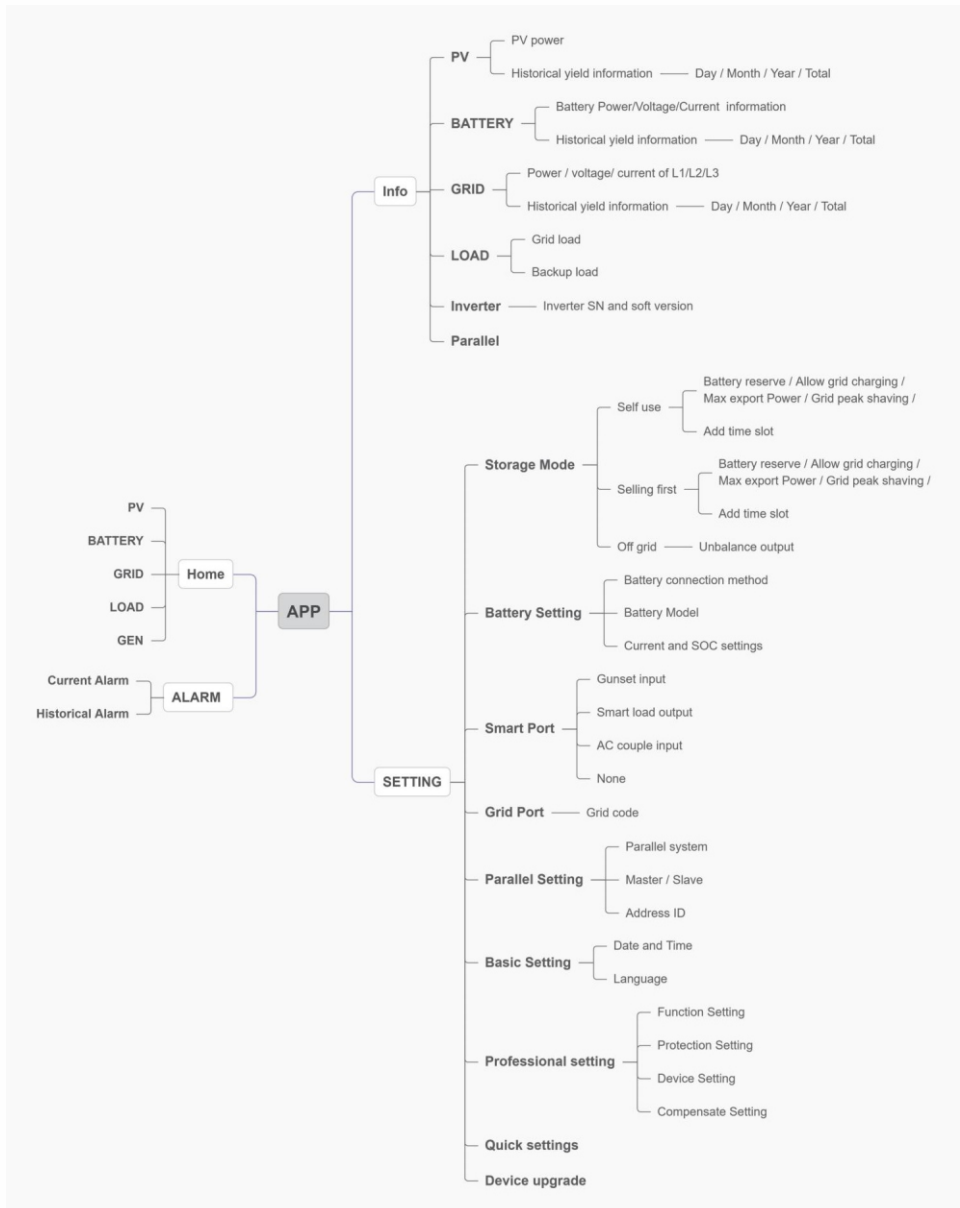 PV
PV power
Historical yield information
Day / Month / Year / Total
BATTERY
Battery Power/Voltage/Current information
Historical yield information
Day / Month / Year / Total
Info
GRID
Power / voltage/ current of L1/L2/L3
Historical yield information
Day / Month / Year / Total
LOAD
Grid load
Backup load
Inverter
Inverter SN and soft version
Parallel
APP
Home
PV
BATTERY
GRID
LOAD
GEN
ALARM
Current Alarm
Historical Alarm
SETTING
Storage Mode
Self use
Battery reserve / Allow grid charging /
Max export Power / Grid peak shaving /
Add time slot
Selling first
Battery reserve / Allow grid charging /
Max export Power / Grid peak shaving /
Add time slot
Off grid
Unbalance output
Battery Setting
Battery connection method
Battery Model
Current and SOC settings
Smart Port
Gunset input
Smart load output
AC couple input
None
Grid Port
Grid code
Parallel Setting
Parallel system
Master / Slave
Address ID
Basic Setting
Date and Time
Language
Professional setting
Function Setting
Protection Setting
Device Setting
Compensate Setting
Quick settings
Device upgrade